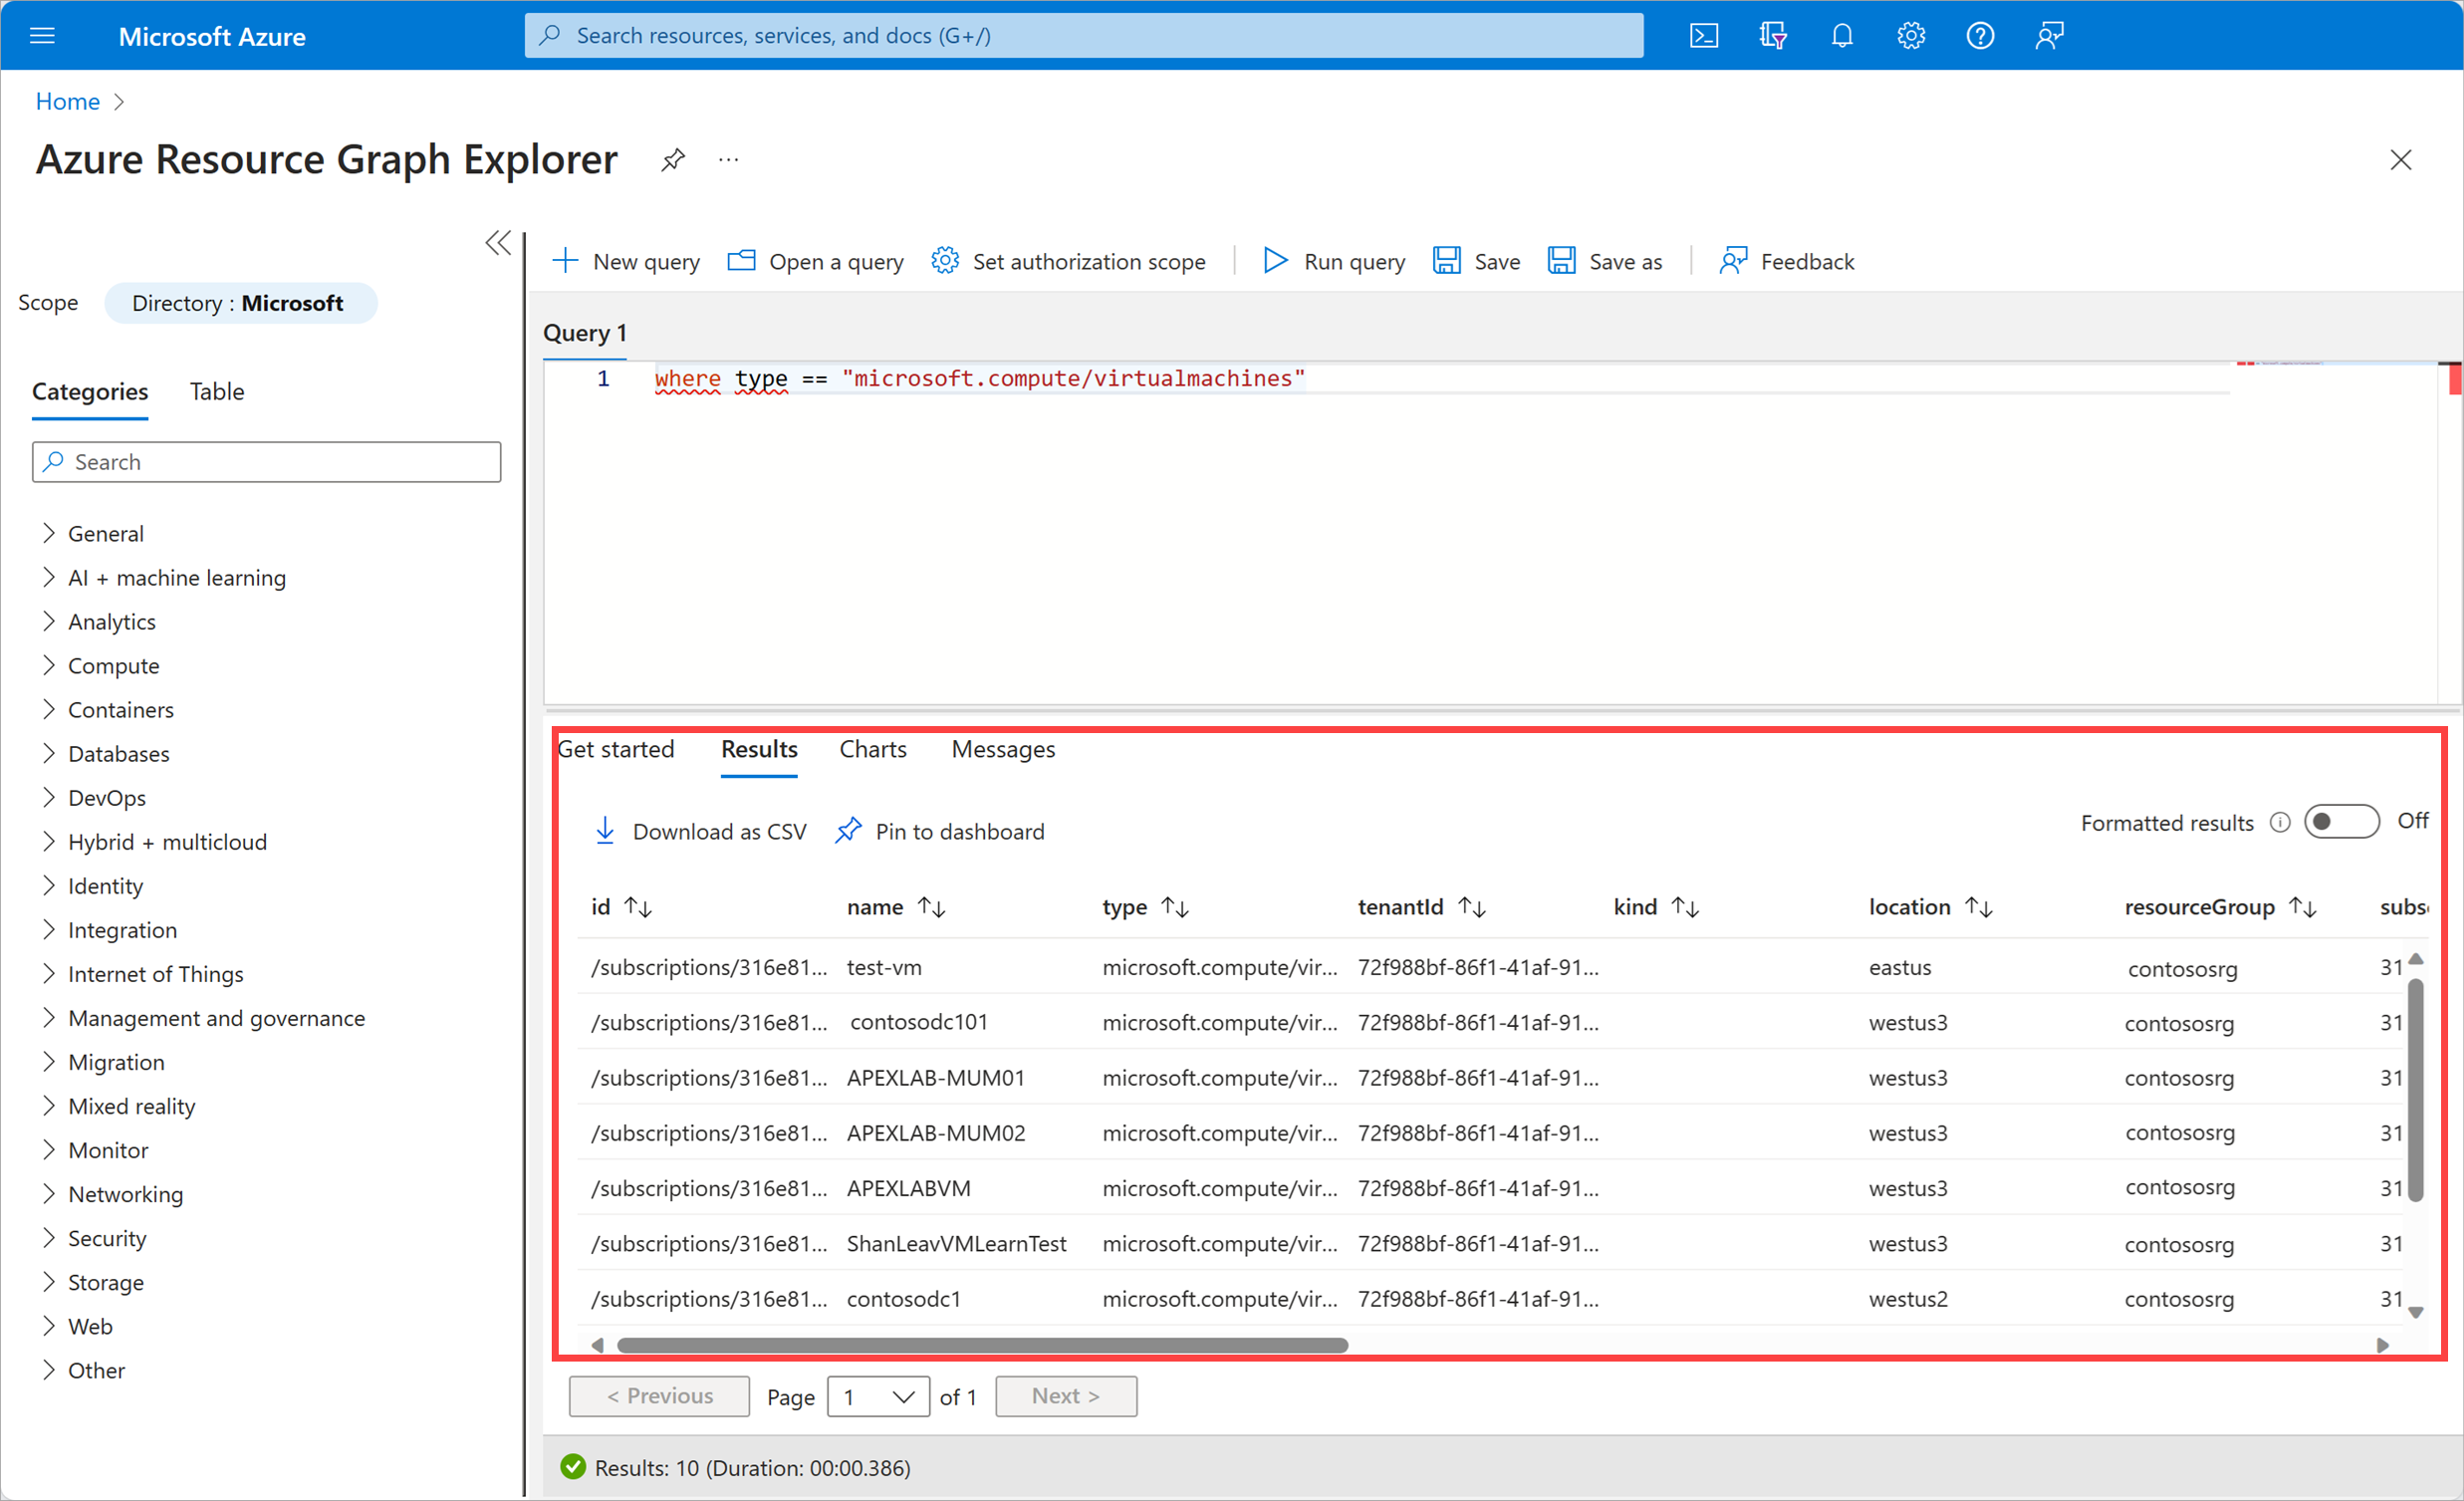 Microsoft Azure
Search resources, services, and docs (G+/)
Home
Azure Resource Graph Explorer
Scope
Directory : Microsoft
Categories Table
Search
General
AI + machine learning
Analytics
Compute
Containers
Databases
DevOps
Hybrid + multicloud
Identity
Integration
Internet of Things
Management and governance
Migration
Mixed reality
Monitor
Networking
Security
Storage
Web
Other
New query Open a query Set authorization scope Run query Save Save as Feedback
Query 1
1 where type == "microsoft.compute/virtualmachines"
Get started Results Charts Messages
Download as CSV Pin to dashboard
Formatted results Off
id name type tenantId kind location resourceGroup subs
/subscriptions/316e81... test-vm microsoft.compute/vir... 72f988bf-86f1-41af-91... eastus contososrg 31
/subscriptions/316e81... contosodc101 microsoft.compute/vir... 72f988bf-86f1-41af-91... westus3 contososrg 31
/subscriptions/316e81... APEXLAB-MUM01 microsoft.compute/vir... 72f988bf-86f1-41af-91... westus3 contososrg 31
/subscriptions/316e81... APEXLAB-MUM02 microsoft.compute/vir... 72f988bf-86f1-41af-91... westus3 contososrg 31
/subscriptions/316e81... APEXLABVM microsoft.compute/vir... 72f988bf-86f1-41af-91... westus3 contososrg 31
/subscriptions/316e81... ShanLeavVMLearnTest microsoft.compute/vir... 72f988bf-86f1-41af-91... westus3 contososrg 31
/subscriptions/316e81... contosodc1 microsoft.compute/vir... 72f988bf-86f1-41af-91... westus2 contososrg 31
< Previous Page 1 of 1 Next >
Results: 10 (Duration: 00:00.386)